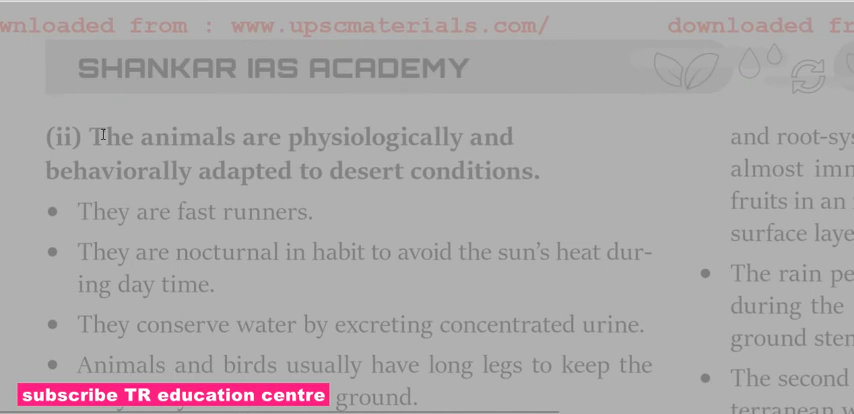 wnloaded from : www.upscmaterials.com/ downloaded fr
SHANKAR IAS ACADEMY
(ii) The animals are physiologically and
behaviorally adapted to desert conditions.
• They are fast runners.
• They are nocturnal in habit to avoid the sun's heat dur-
ing day time.
• They conserve water by excreting concentrated urine.
• Animals and birds usually have long legs to keep the
ground.
subscribe TR education centre
and root-sys
almost imm
fruits in an
surface laye
• The rain pe
during the
ground sten
• The second
terranean w